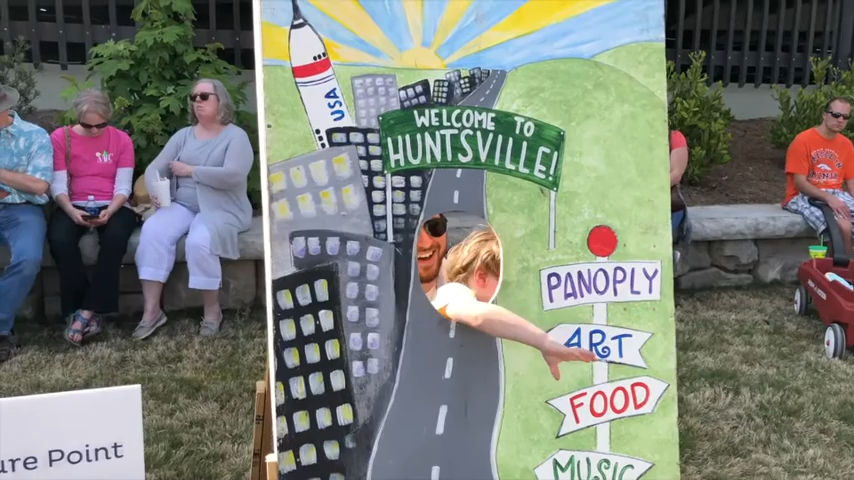 USA
WELCOME TO
HUNTSVILLE!
PANOPLY
ART
FOOD
MUSIC
ure Point